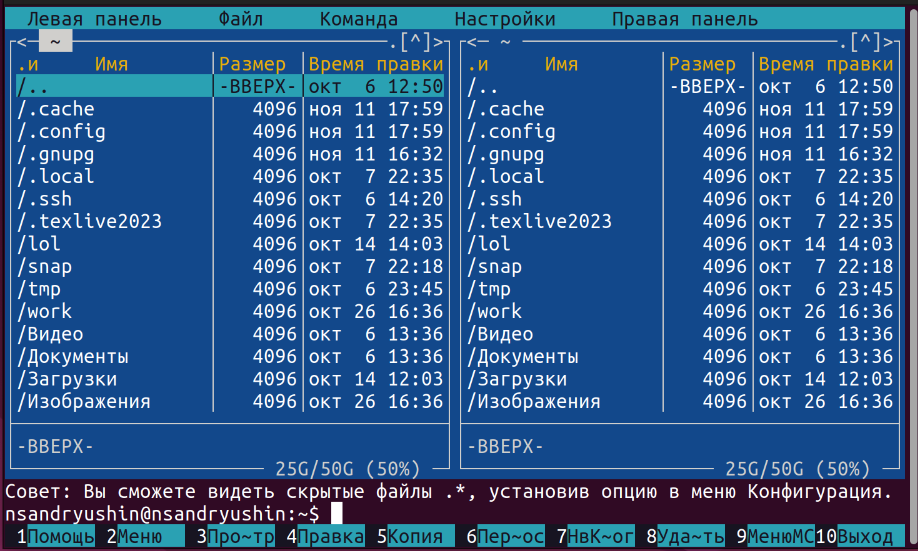 Левая панель Файл Команда Настройки Правая панель
<─ ~ ─.[^]> <─ ~ ─.[^]>
.и Имя Размер Время правки .и Имя Размер Время правки
/.. -ВВЕРХ- окт 6 12:50 /.. -ВВЕРХ- окт 6 12:50
/.cache 4096 ноя 11 17:59 /.cache 4096 ноя 11 17:59
/.config 4096 ноя 11 17:59 /.config 4096 ноя 11 17:59
/.gnupg 4096 ноя 11 16:32 /.gnupg 4096 ноя 11 16:32
/.local 4096 окт 7 22:35 /.local 4096 окт 7 22:35
/.ssh 4096 окт 6 14:20 /.ssh 4096 окт 6 14:20
/.texlive2023 4096 окт 7 22:35 /.texlive2023 4096 окт 7 22:35
/lol 4096 окт 14 14:03 /lol 4096 окт 14 14:03
/snap 4096 окт 7 22:18 /snap 4096 окт 7 22:18
/tmp 4096 окт 6 23:45 /tmp 4096 окт 6 23:45
/work 4096 окт 26 16:36 /work 4096 окт 26 16:36
/Видео 4096 окт 6 13:36 /Видео 4096 окт 6 13:36
/Документы 4096 окт 6 13:36 /Документы 4096 окт 6 13:36
/Загрузки 4096 окт 14 12:03 /Загрузки 4096 окт 14 12:03
/Изображения 4096 окт 26 16:36 /Изображения 4096 окт 26 16:36
-ВВЕРХ- -ВВЕРХ-
25G/50G (50%) 25G/50G (50%)
Совет: Вы сможете видеть скрытые файлы .*, установив опцию в меню Конфигурация.
nsandryushin@nsandryushin:~$
1Помощь 2Меню 3Про~тр 4Правка 5Копия 6Пер~ос 7НвК~ог 8Уда~ть 9МенюMC 10Выход